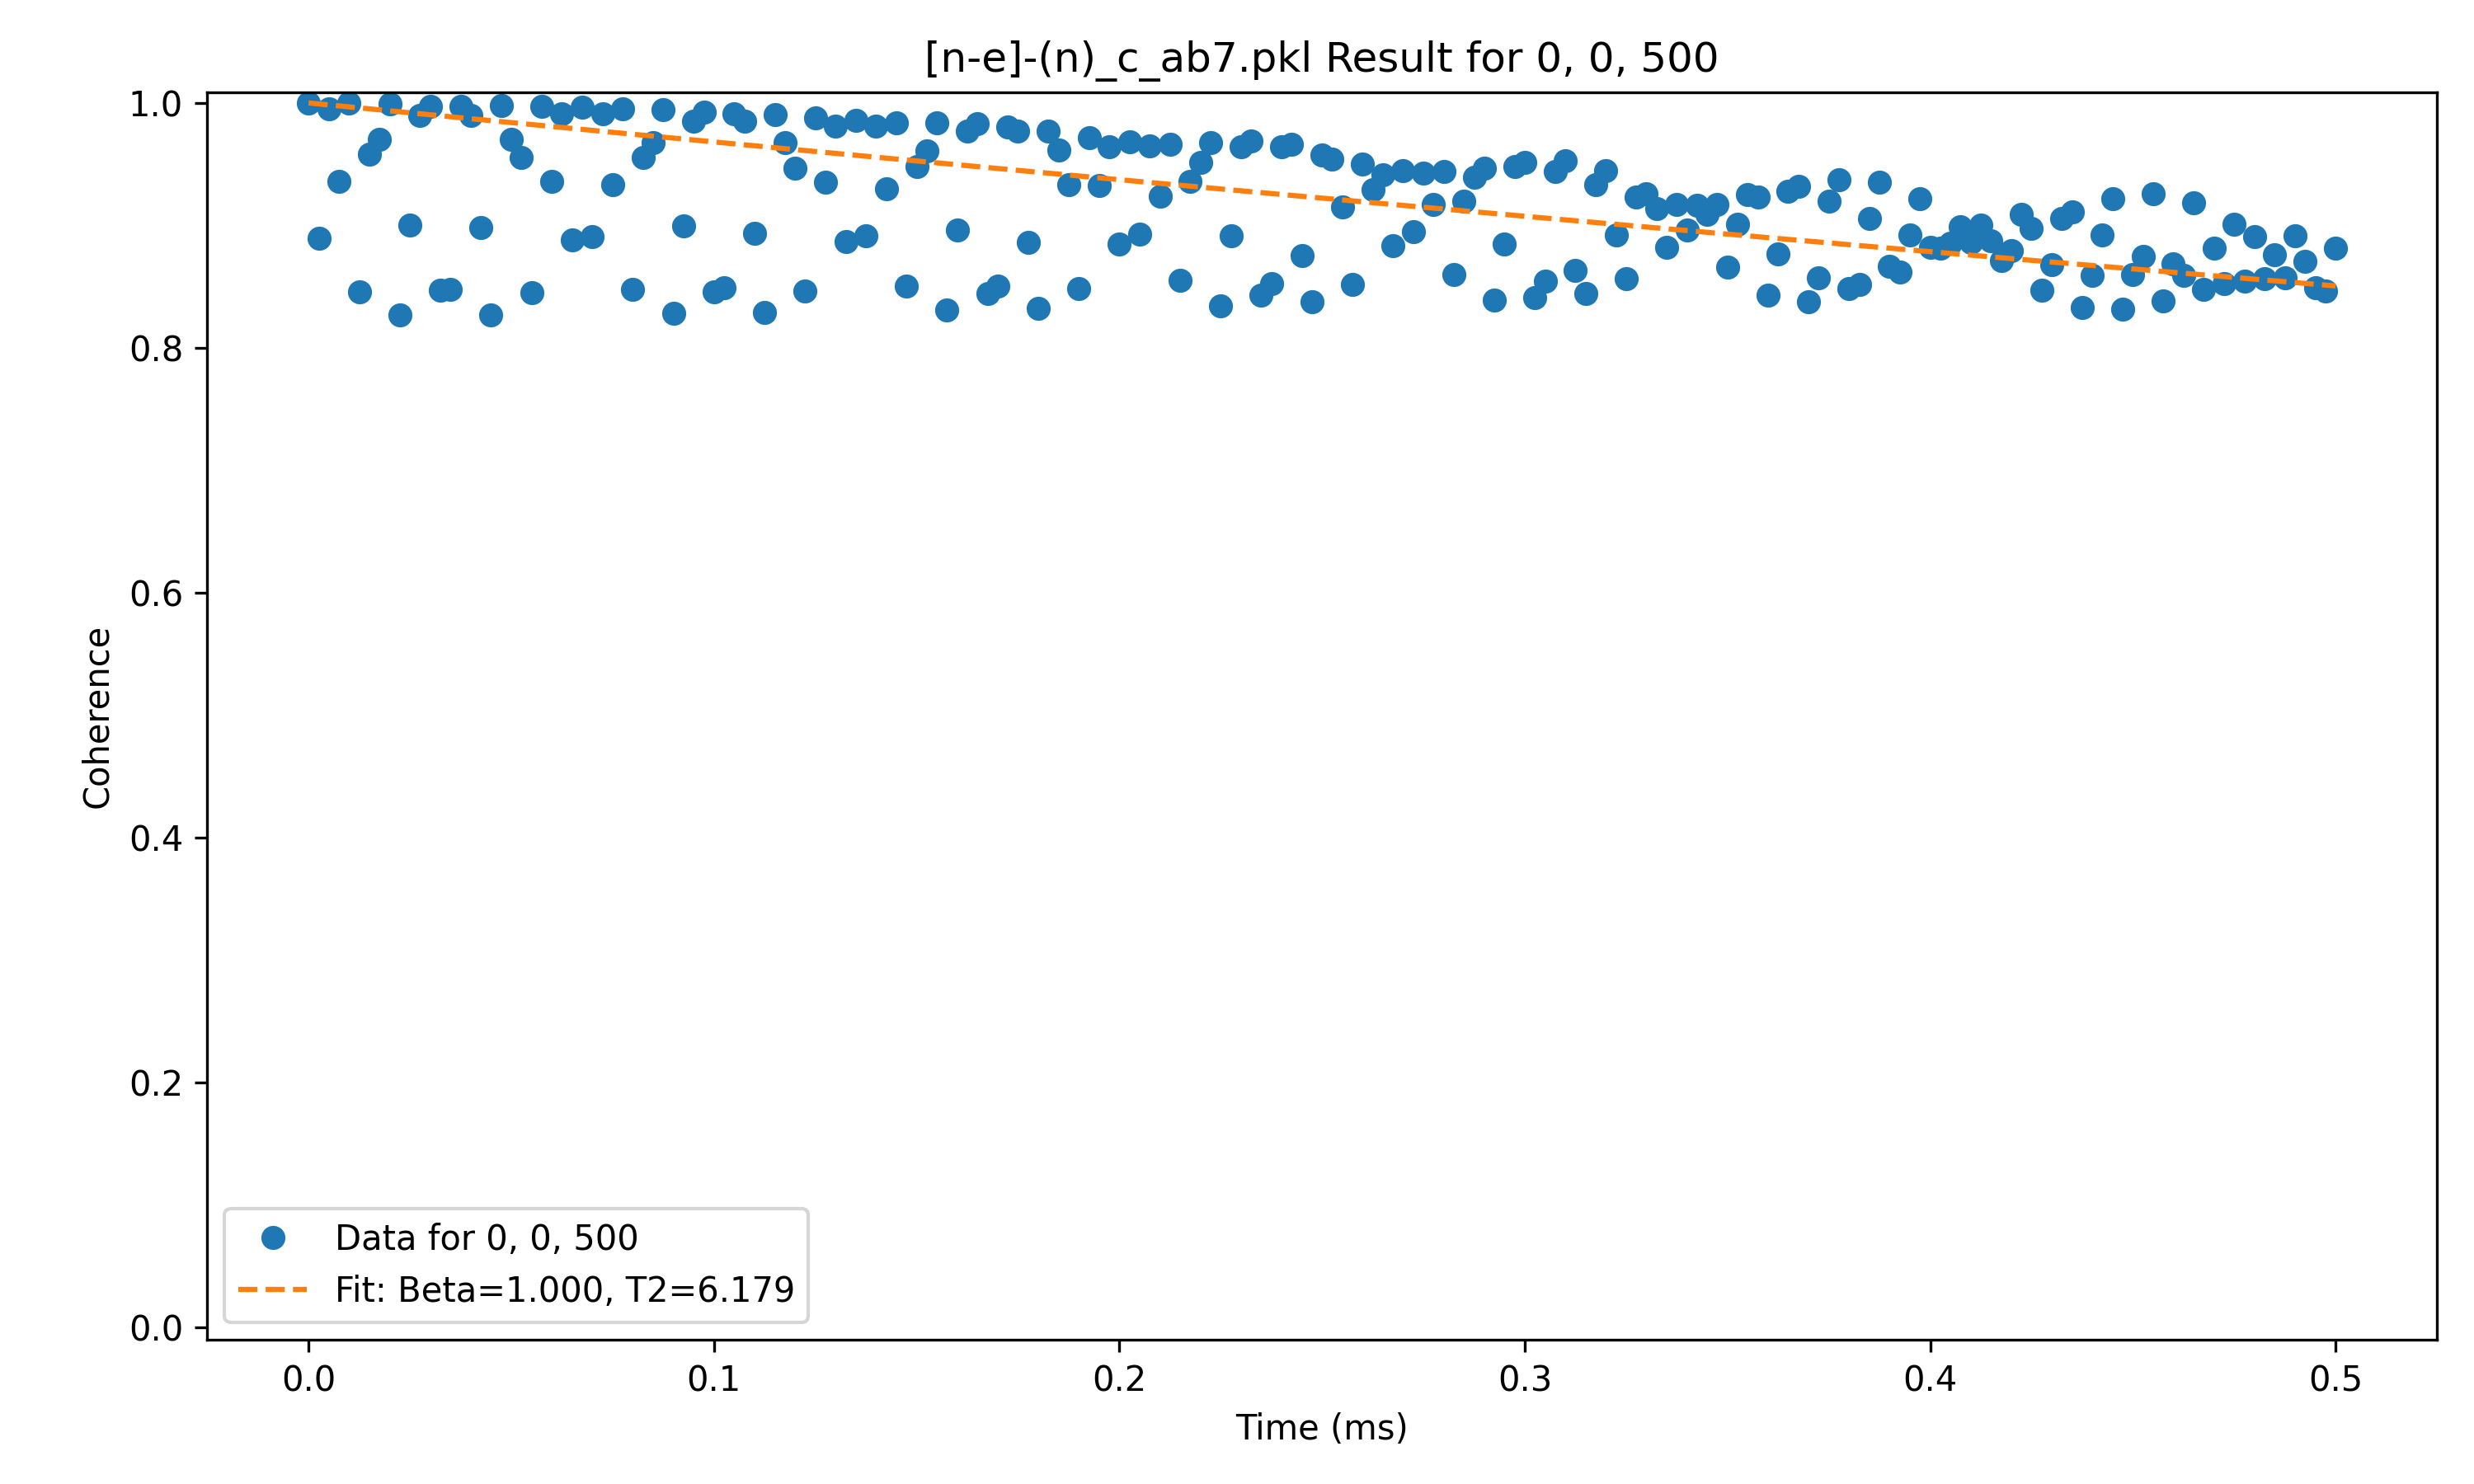 [n-e]-(n)_c_ab7.pkl Result for 0, 0, 500
1.0
0.8
0.6
0.4
0.2
0.0
Coherence
Data for 0, 0, 500
Fit: Beta=1.000, T2=6.179
0.0 0.1 0.2 0.3 0.4 0.5
Time (ms)